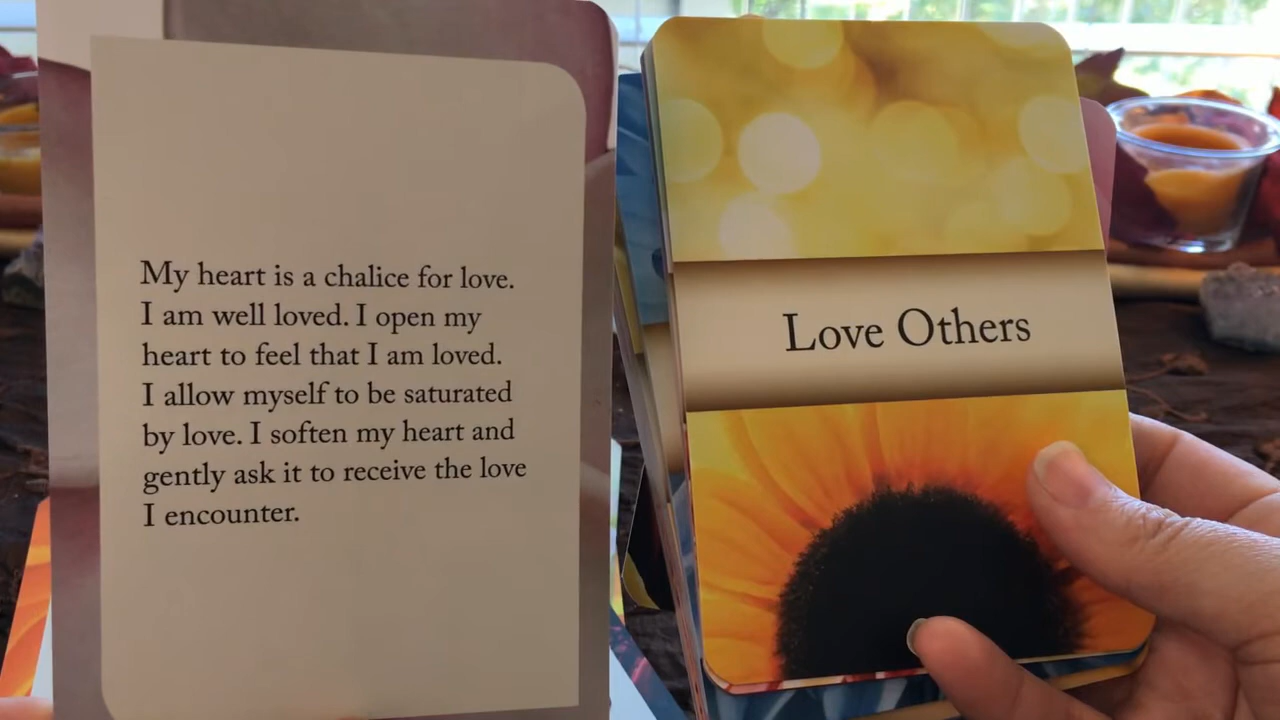 My heart is a chalice for love.
I am well loved. I open my
heart to feel that I am loved.
I allow myself to be saturated
by love. I soften my heart and
gently ask it to receive the love
I encounter.
Love Others